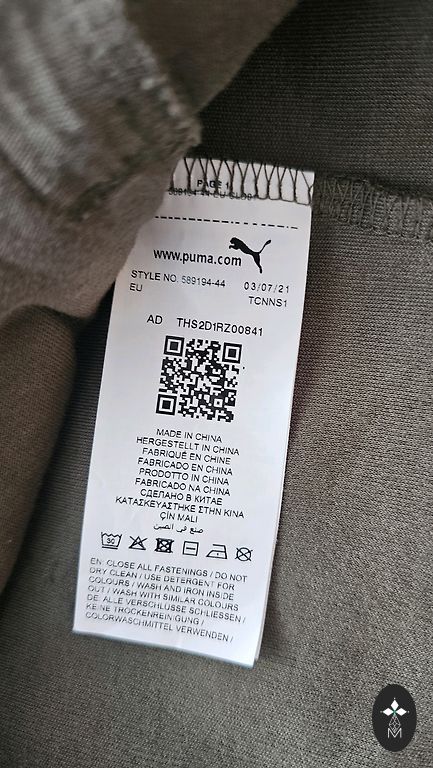 PAGE 1
www.puma.com
STYLE NO. 589194-44 03/07/21
EU TCNNS1
AD THS2D1RZ00841
MADE IN CHINA
HERGESTELLT IN CHINA
FABRIQUÉ EN CHINE
FABRICADO EN CHINA
PRODOTTO IN CHINA
FABRICADO NA CHINA
СДЕЛАНО В КИТАЕ
ΚΑΤΑΣΚΕΥΑΣΤΗΚΕ ΣΤΗΝ ΚΙΝΑ
ÇİN MALI
صنع في الصين
30
EN: CLOSE ALL FASTENINGS / DO NOT
DRY CLEAN / USE DETERGENT FOR
COLOURS / WASH AND IRON INSIDE
OUT / WASH WITH SIMILAR COLOURS
DE: ALLE VERSCHLÜSSE SCHLIESSEN /
KEINE TROCKENREINIGUNG /
COLORWASCHMITTEL VERWENDEN /
M